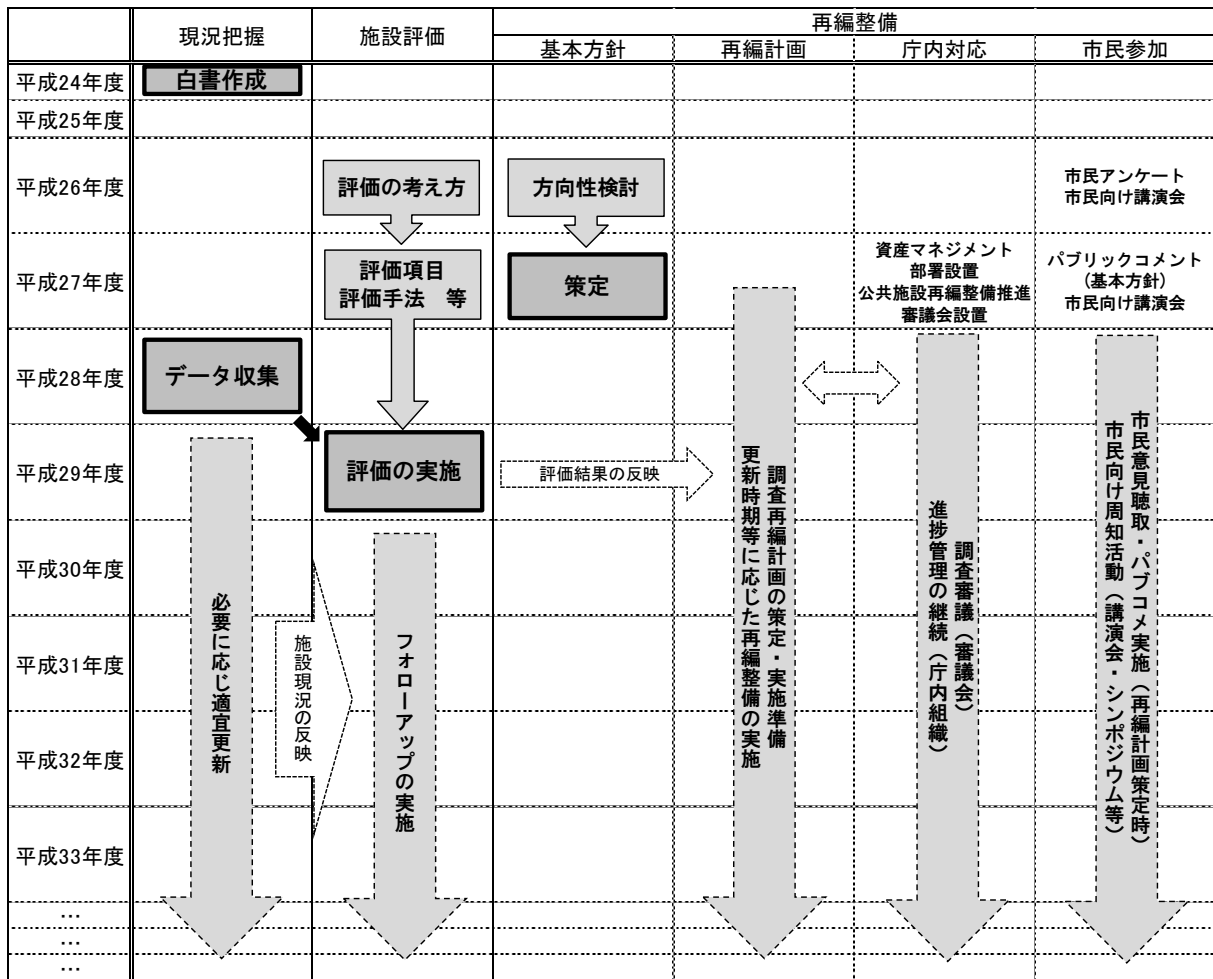 現況把握
施設評価
再編整備
基本方針
再編計画
庁内対応
市民参加
平成24年度
白書作成
平成25年度
平成26年度
評価の考え方
方向性検討
市民アンケート
市民向け講演会
平成27年度
評価項目
評価手法　等
策定
資産マネジメント
部署設置
公共施設再編整備推進
審議会設置
パブリックコメント
(基本方針)
市民向け講演会
平成28年度
データ収集
平成29年度
評価の実施
評価結果の反映
平成30年度
平成31年度
平成32年度
平成33年度
…
…
…
必要に応じ適宜更新
施設現況の反映
フォローアップの実施
調査再編計画の策定・実施準備
更新時期等に応じた再編整備の実施
調査審議（審議会）
進捗管理の継続（庁内組織）
市民意見聴取・パブコメ実施（再編計画策定時）
市民向け周知活動（講演会・シンポジウム等）